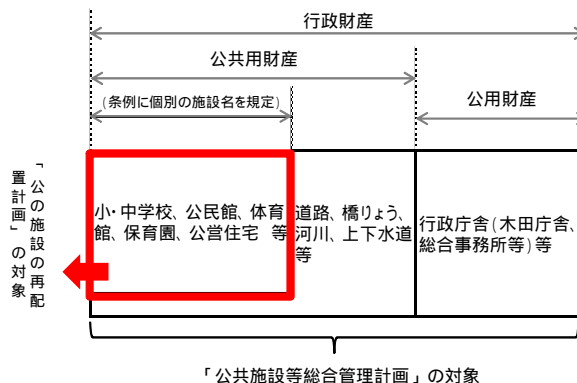 行政財産
公共用財産
(条例に個別の施設名を規定)
公用財産
「公の施設の再配
置計画」の対象
小・中学校、公民館、体育
館、保育園、公営住宅 等
道路、橋りょう、
河川、上下水道
等
行政庁舎(木田庁舎、
総合事務所等)等
「公共施設等総合管理計画」の対象